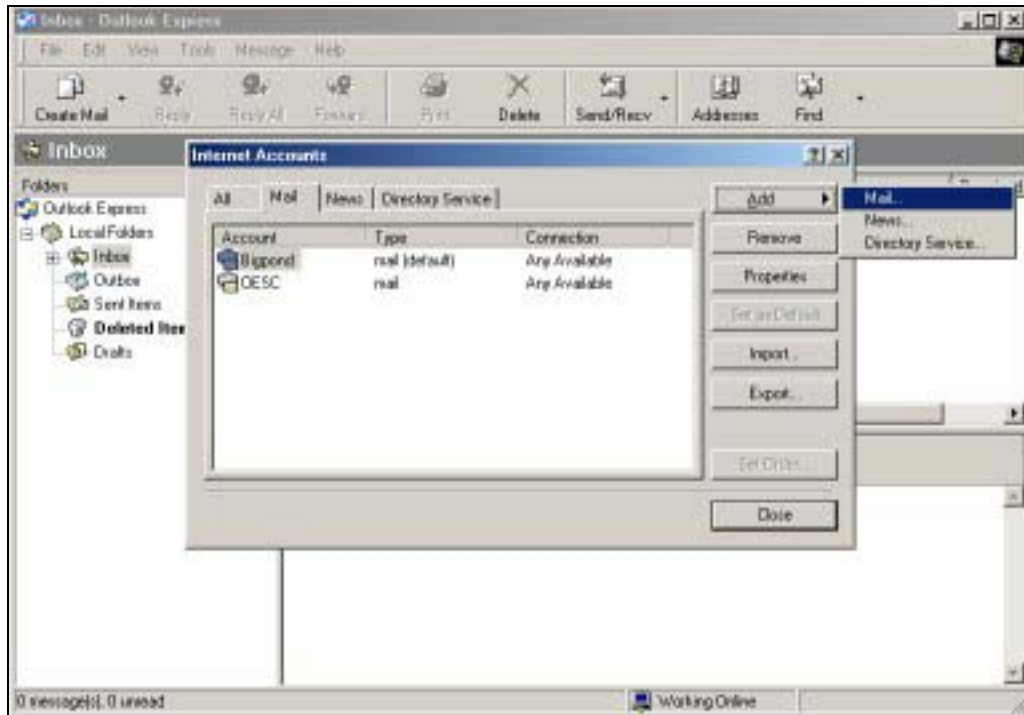 Inbox - Outlook Express
File Edit View Tools Message Help
Create Mail Reply Reply All Forward Print Delete Send/Recv Addresses Find
Inbox
Folders
Outlook Express
Local Folders
Inbox
Outbox
Sent Items
Deleted Iter
Drafts
Internet Accounts
All Mail News Directory Service
Account Type Connection
Bigpond mail (default) Any Available
OESC mail Any Available
Add
Remove
Properties
Set as Default
Import...
Export...
Set Order...
Close
Mail...
News...
Directory Service...
0 message(s), 0 unread
Working Online